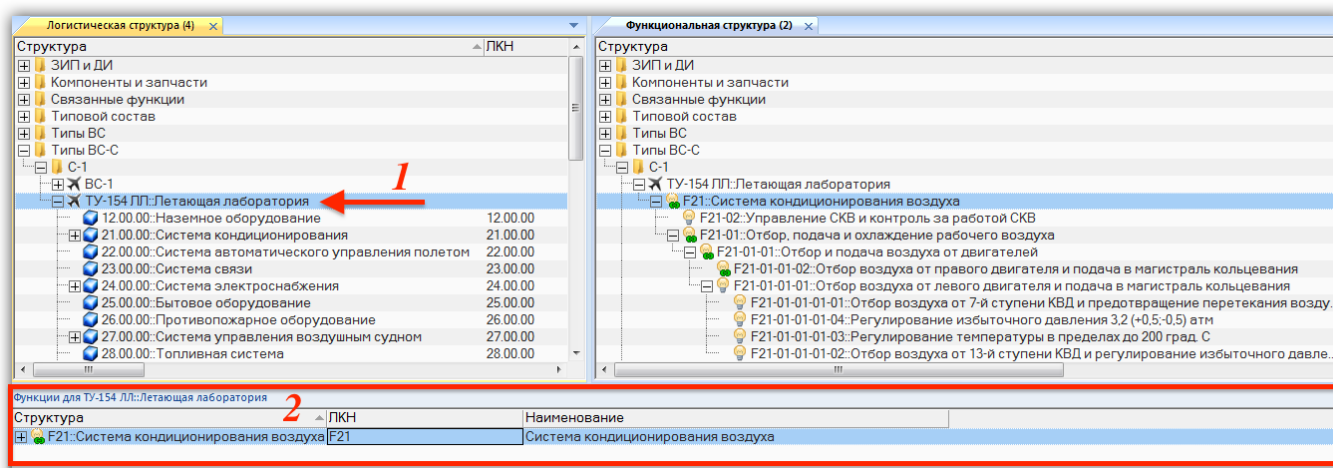 Логистическая структура (4)
Структура ЛКН
ЗИП и ДИ
Компоненты и запчасти
Связанные функции
Типовой состав
Типы ВС
Типы ВС-С
С-1
ВС-1
ТУ-154 ЛЛ::Летающая лаборатория
1
12.00.00::Наземное оборудование 12.00.00
21.00.00::Система кондиционирования 21.00.00
22.00.00::Система автоматического управления полетом 22.00.00
23.00.00::Система связи 23.00.00
24.00.00::Система электроснабжения 24.00.00
25.00.00::Бытовое оборудование 25.00.00
26.00.00::Противопожарное оборудование 26.00.00
27.00.00::Система управления воздушным судном 27.00.00
28.00.00::Топливная система 28.00.00
Функциональная структура (2)
Структура
ЗИП и ДИ
Компоненты и запчасти
Связанные функции
Типовой состав
Типы ВС
Типы ВС-С
С-1
ТУ-154 ЛЛ::Летающая лаборатория
F21::Система кондиционирования воздуха
F21-02::Управление СКВ и контроль за работой СКВ
F21-01::Отбор, подача и охлаждение рабочего воздуха
F21-01-01::Отбор и подача воздуха от двигателей
F21-01-01-02::Отбор воздуха от правого двигателя и подача в магистраль кольцевания
F21-01-01-01::Отбор воздуха от левого двигателя и подача в магистраль кольцевания
F21-01-01-01-01::Отбор воздуха от 7-й ступени КВД и предотвращение перетекания возду..
F21-01-01-01-04::Регулирование избыточного давления 3,2 (+0,5;-0,5) атм
F21-01-01-01-03::Регулирование температуры в пределах до 200 град. С
F21-01-01-01-02::Отбор воздуха от 13-й ступени КВД и регулирование избыточного давле..
Функции для ТУ-154 ЛЛ::Летающая лаборатория
2
Структура ЛКН Наименование
F21::Система кондиционирования воздуха F21 Система кондиционирования воздуха